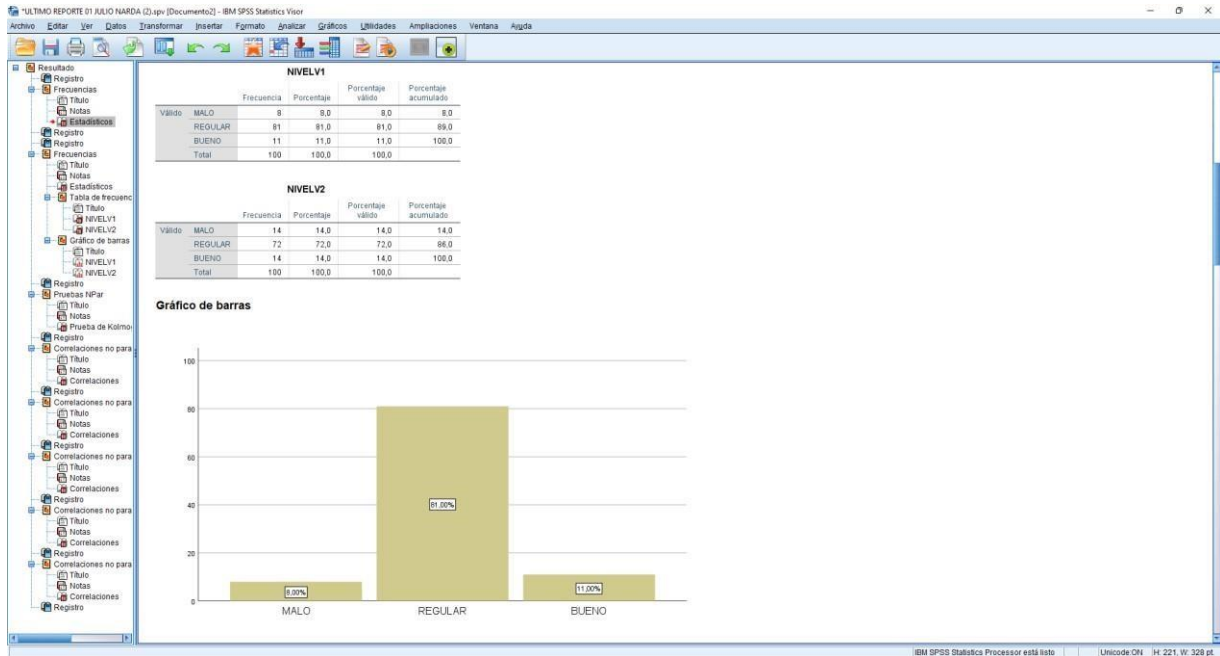 *ULTIMO REPORTE 01 JULIO NARDA (2).spv [Documento2] - IBM SPSS Statistics Visor
Archivo Editar Ver Datos Transformar Insertar Formato Analizar Gráficos Utilidades Ampliaciones Ventana Ayuda
Resultado
Registro
Frecuencias
Título
Notas
Estadísticos
Registro
Registro
Frecuencias
Título
Notas
Estadísticos
Tabla de frecuenc
Título
NIVELV1
NIVELV2
Gráfico de barras
Título
NIVELV1
NIVELV2
Registro
Pruebas NPar
Título
Notas
Prueba de Kolmo
Registro
Correlaciones no para
Título
Notas
Correlaciones
Registro
Correlaciones no para
Título
Notas
Correlaciones
Registro
Correlaciones no para
Título
Notas
Correlaciones
Registro
Correlaciones no para
Título
Notas
Correlaciones
Registro
Correlaciones no para
Título
Notas
Correlaciones
Registro
NIVELV1
Frecuencia Porcentaje Porcentaje válido Porcentaje acumulado
Válido MALO 8 8,0 8,0 8,0
REGULAR 81 81,0 81,0 89,0
BUENO 11 11,0 11,0 100,0
Total 100 100,0 100,0
NIVELV2
Frecuencia Porcentaje Porcentaje válido Porcentaje acumulado
Válido MALO 14 14,0 14,0 14,0
REGULAR 72 72,0 72,0 86,0
BUENO 14 14,0 14,0 100,0
Total 100 100,0 100,0
Gráfico de barras
100
80
60
40
20
0
8,00%
81,00%
11,00%
MALO REGULAR BUENO
IBM SPSS Statistics Processor está listo Unicode:ON H: 221, W: 328 pt.